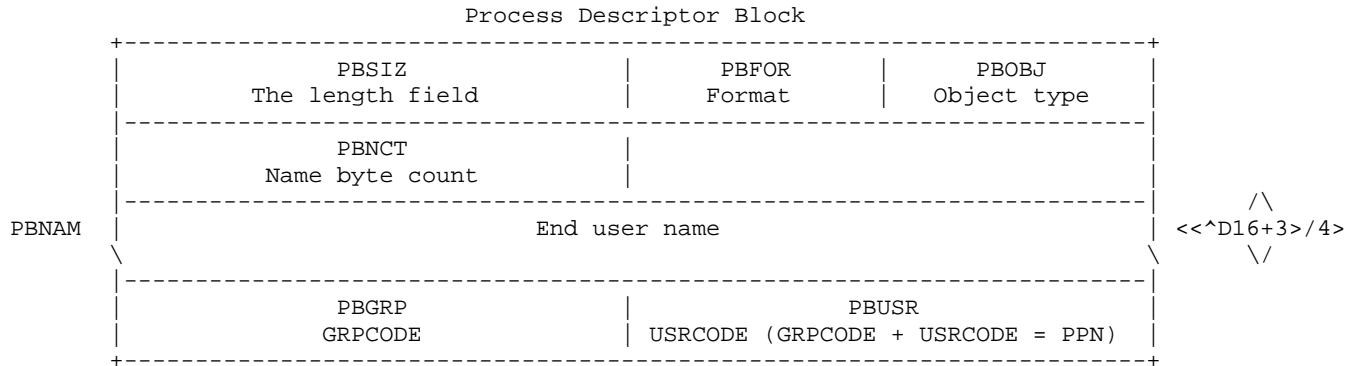 Process Descriptor Block
PBSIZ PBFOR PBOBJ
The length field Format Object type
PBNCT
Name byte count
/\
PBNAM End user name <<^D16+3>/4>
\ \ \/
PBGRP PBUSR
GRPCODE USRCODE (GRPCODE + USRCODE = PPN)